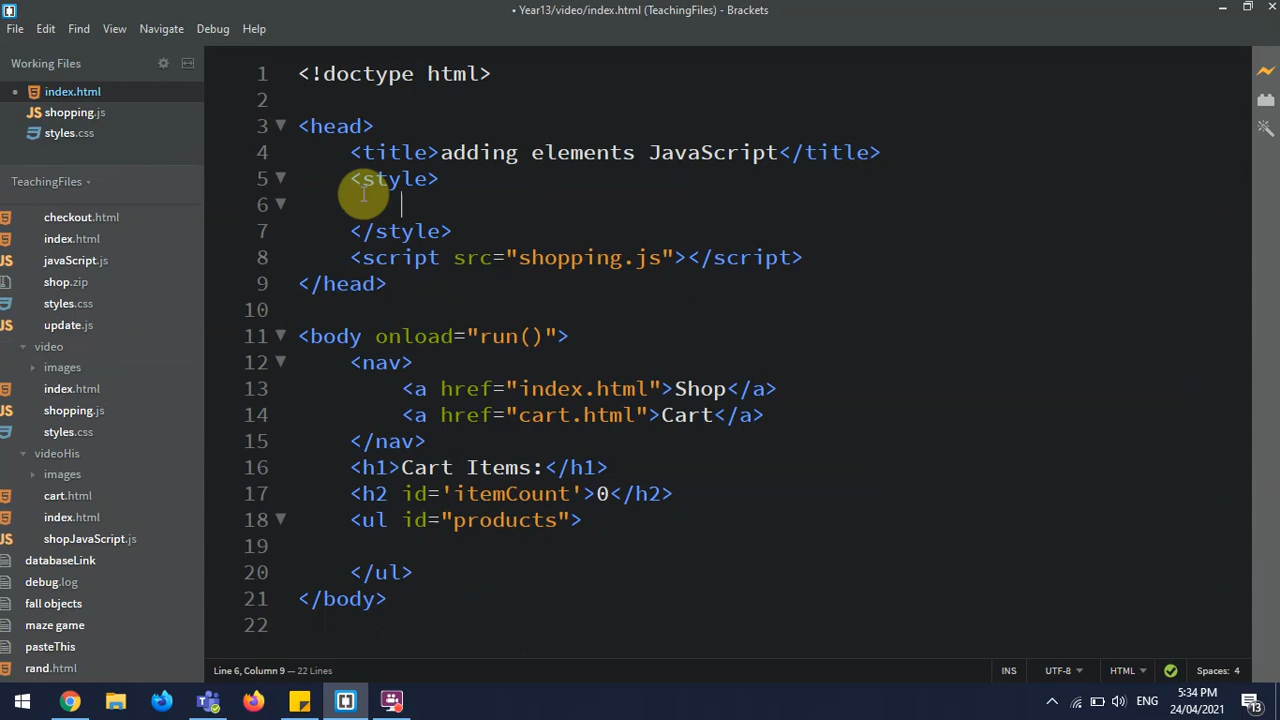 • Year13/video/index.html (TeachingFiles) - Brackets
File Edit Find View Navigate Debug Help
Working Files
index.html
JS shopping.js
styles.css
TeachingFiles
checkout.html
index.html
JS javaScript.js
shop.zip
styles.css
JS update.js
video
images
index.html
JS shopping.js
styles.css
videoHis
images
cart.html
index.html
JS shopJavaScript.js
databaseLink
debug.log
fall objects
maze game
pasteThis
rand.html
1 <!doctype html>
2
3 <head>
4 <title>adding elements JavaScript</title>
5 <style>
6
7 </style>
8 <script src="shopping.js"></script>
9 </head>
10
11 <body onload="run()">
12 <nav>
13 <a href="index.html">Shop</a>
14 <a href="cart.html">Cart</a>
15 </nav>
16 <h1>Cart Items:</h1>
17 <h2 id='itemCount'>0</h2>
18 <ul id="products">
19
20 </ul>
21 </body>
22
Line 6, Column 9 — 22 Lines INS UTF-8 HTML Spaces: 4
ENG 5:34 PM
24/04/2021 13